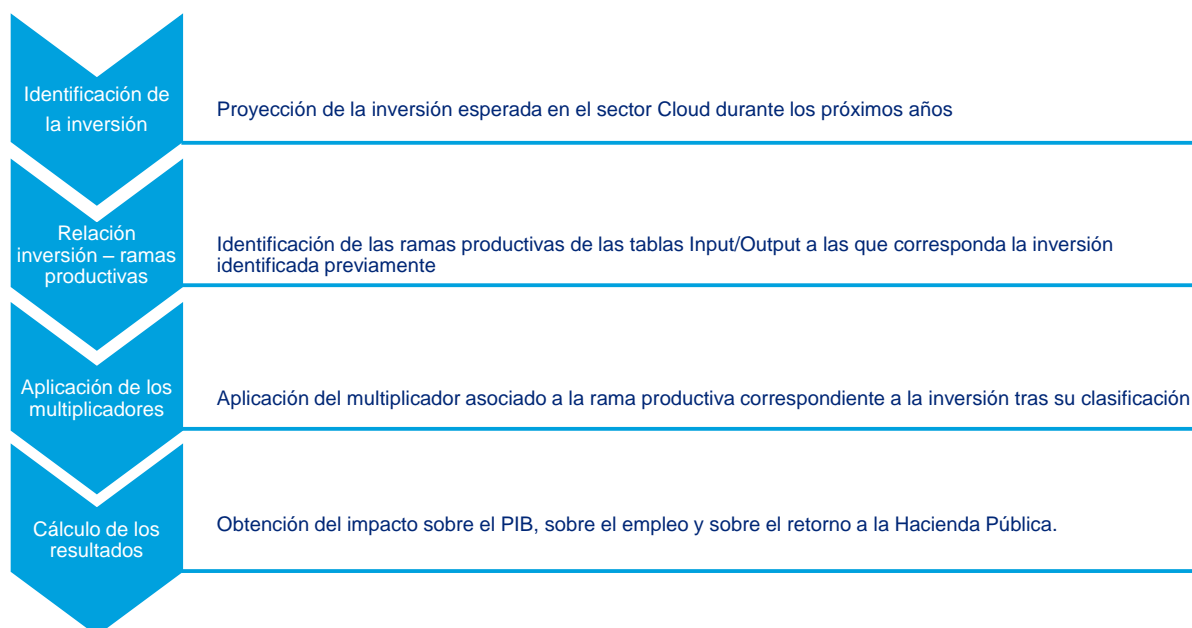 Identificación de
la inversión
Proyección de la inversión esperada en el sector Cloud durante los próximos años
Relación
inversión – ramas
productivas
Identificación de las ramas productivas de las tablas Input/Output a las que corresponda la inversión
identificada previamente
Aplicación de los
multiplicadores
Aplicación del multiplicador asociado a la rama productiva correspondiente a la inversión tras su clasificación
Cálculo de los
resultados
Obtención del impacto sobre el PIB, sobre el empleo y sobre el retorno a la Hacienda Pública.